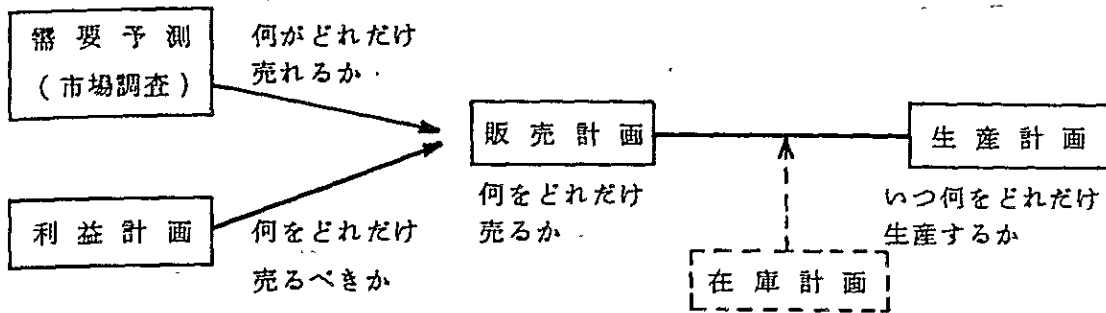 需要予測
(市場調査)
何がどれだけ
売れるか
利益計画
何をどれだけ
売るべきか
販売計画
何をどれだけ
売るか
在庫計画
生産計画
いつ何をどれだけ
生産するか